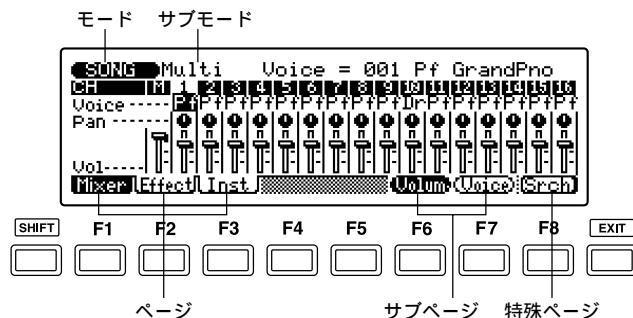 モード サブモード
SONG Multi Voice = 001 Pf GrandPno
CH M 1 2 3 4 5 6 7 8 9 10 11 12 13 14 15 16
Voice ----- Pf Pf Pf Pf Pf Pf Pf Pf Pf Dr Pf Pf Pf Pf Pf Pf
Pan -------
Vol-----
Mixer Effect Inst Volum Voice Srch
SHIFT F1 F2 F3 F4 F5 F6 F7 F8 EXIT
ページ サブページ 特殊ページ